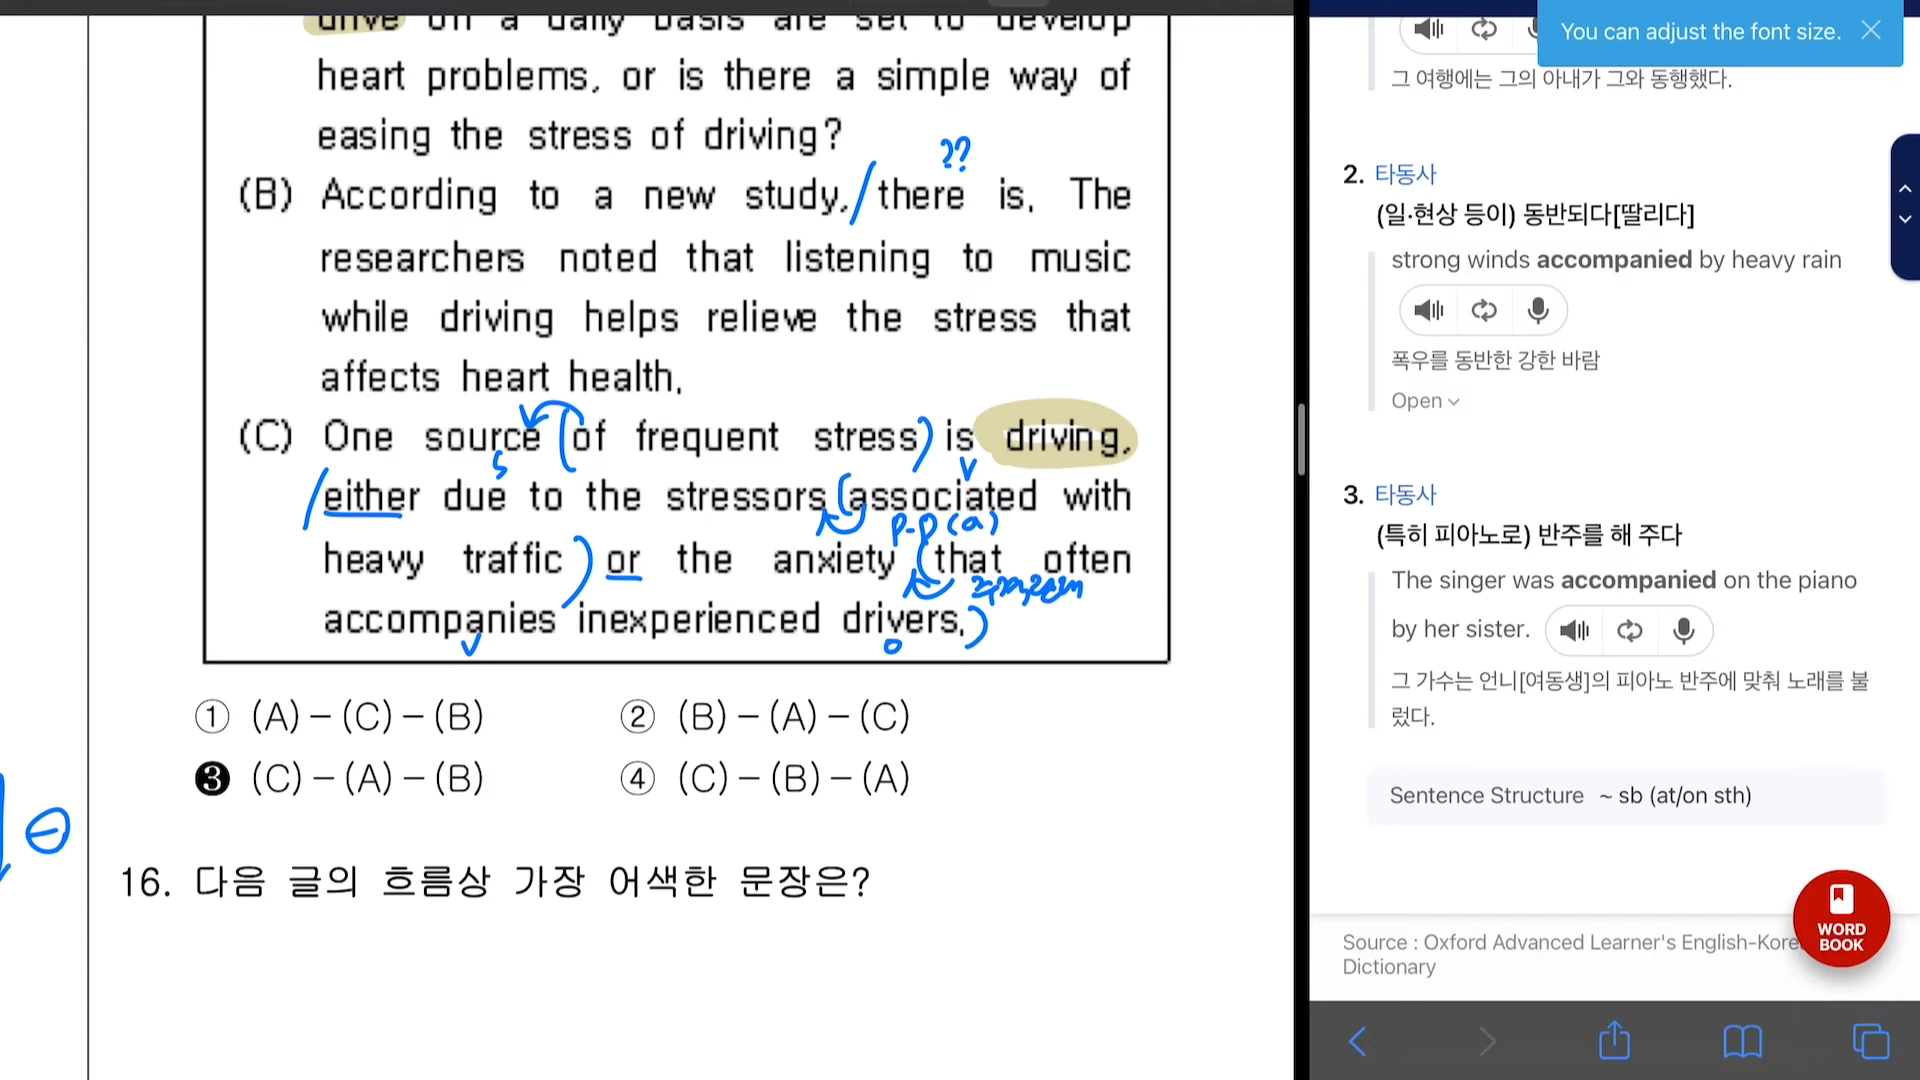 drive on a daily basis are set to develop
heart problems, or is there a simple way of
easing the stress of driving?
??
(B) According to a new study, there is. The
researchers noted that listening to music
while driving helps relieve the stress that
affects heart health.
(C) One source of frequent stress is driving,
s
v
either due to the stressors associated with
p.p (a)
heavy traffic or the anxiety that often
accompanies inexperienced drivers.
v
o
① (A) – (C) – (B)
② (B) – (A) – (C)
❸ (C) – (A) – (B)
④ (C) – (B) – (A)
16. 다음 글의 흐름상 가장 어색한 문장은?
You can adjust the font size.
그 여행에는 그의 아내가 그와 동행했다.
2. 타동사
(일·현상 등이) 동반되다[딸리다]
strong winds accompanied by heavy rain
폭우를 동반한 강한 바람
Open
3. 타동사
(특히 피아노로) 반주를 해 주다
The singer was accompanied on the piano
by her sister.
그 가수는 언니[여동생]의 피아노 반주에 맞춰 노래를 불
렀다.
Sentence Structure ~ sb (at/on sth)
WORD
BOOK
Source : Oxford Advanced Learner's English-Kore
Dictionary